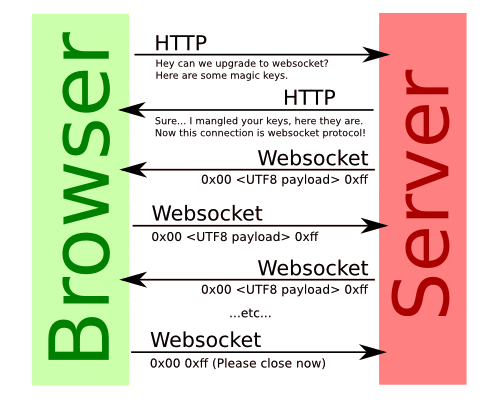 Browser
Server
HTTP
Hey can we upgrade to websocket?
Here are some magic keys.
HTTP
Sure... I mangled your keys, here they are.
Now this connection is websocket protocol!
Websocket
0x00 <UTF8 payload> 0xff
Websocket
0x00 <UTF8 payload> 0xff
Websocket
0x00 <UTF8 payload> 0xff
...etc...
Websocket
0x00 0xff (Please close now)